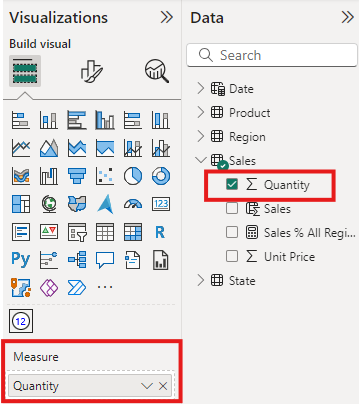 Visualizations
Build visual
123
R
Py
12
Measure
Quantity
Data
Search
Date
Product
Region
Sales
Quantity
Sales
Sales % All Regi...
Unit Price
State